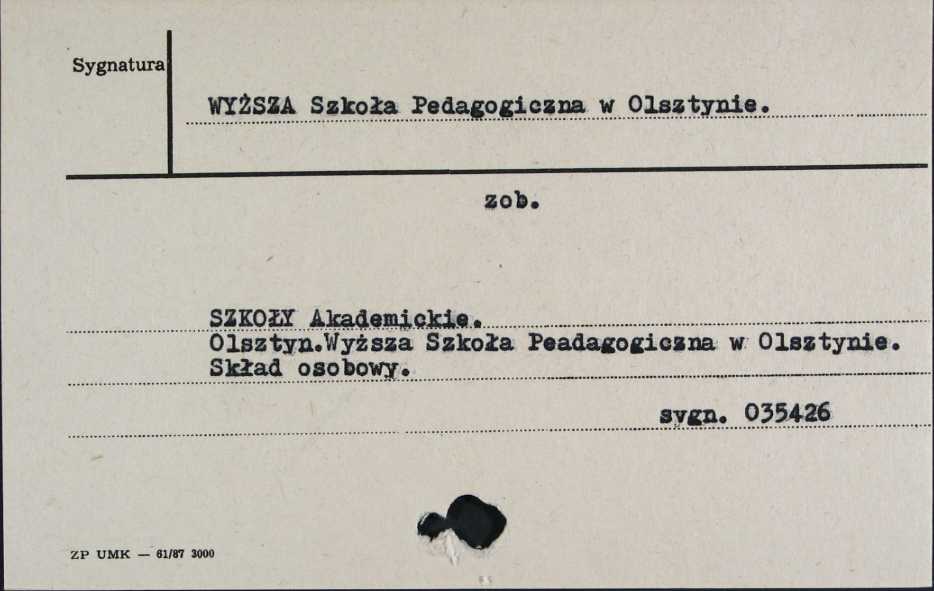 Sygnatura
WYŻSZA Szkoła Pedagogiczna w Olsztynie.
zob.
SZKOŁY Akademickie.
Olsztyn.Wyższa Szkoła Peadagogiczna w Olsztynie.
Skład osobowy.
sygn. 035426
ZP UMK — 61/87 3000